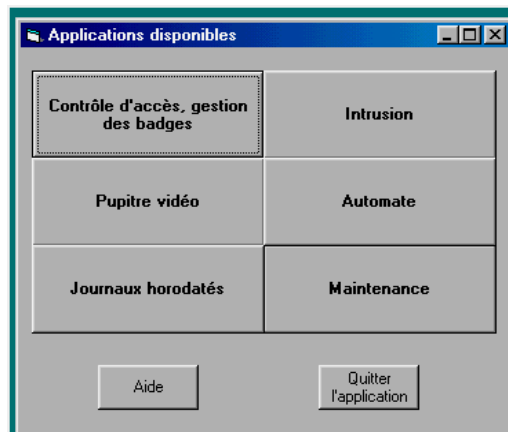 Applications disponibles
Contrôle d'accès, gestion
des badges
Intrusion
Pupitre vidéo
Automate
Journaux horodatés
Maintenance
Aide
Quitter
l'application